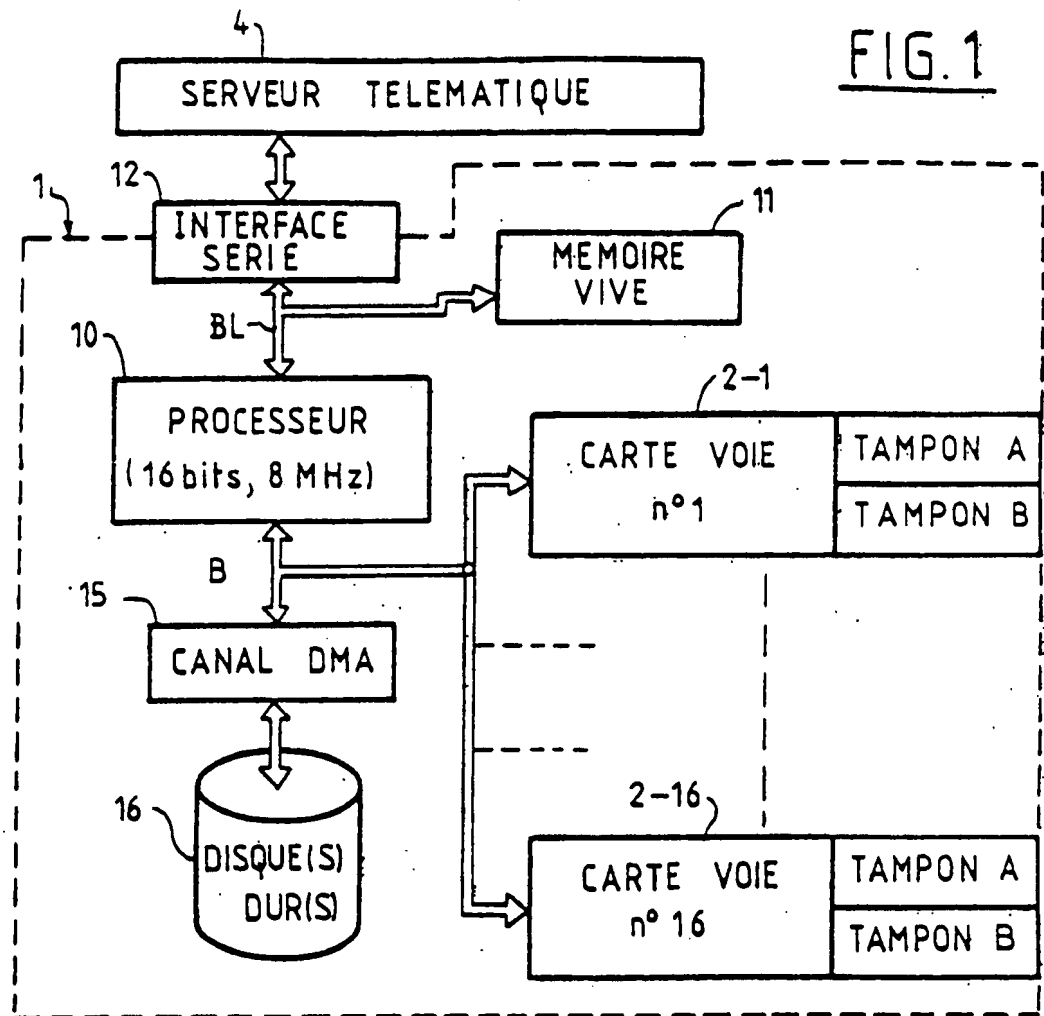 FIG. 1
4
SERVEUR TELEMATIQUE
1
12
INTERFACE
SERIE
11
MEMOIRE
VIVE
BL
10
PROCESSEUR
(16 bits, 8 MHz)
2-1
CARTE VOIE
n° 1
TAMPON A
TAMPON B
B
15
CANAL DMA
16
DISQUE(S)
DUR(S)
2-16
CARTE VOIE
n° 16
TAMPON A
TAMPON B